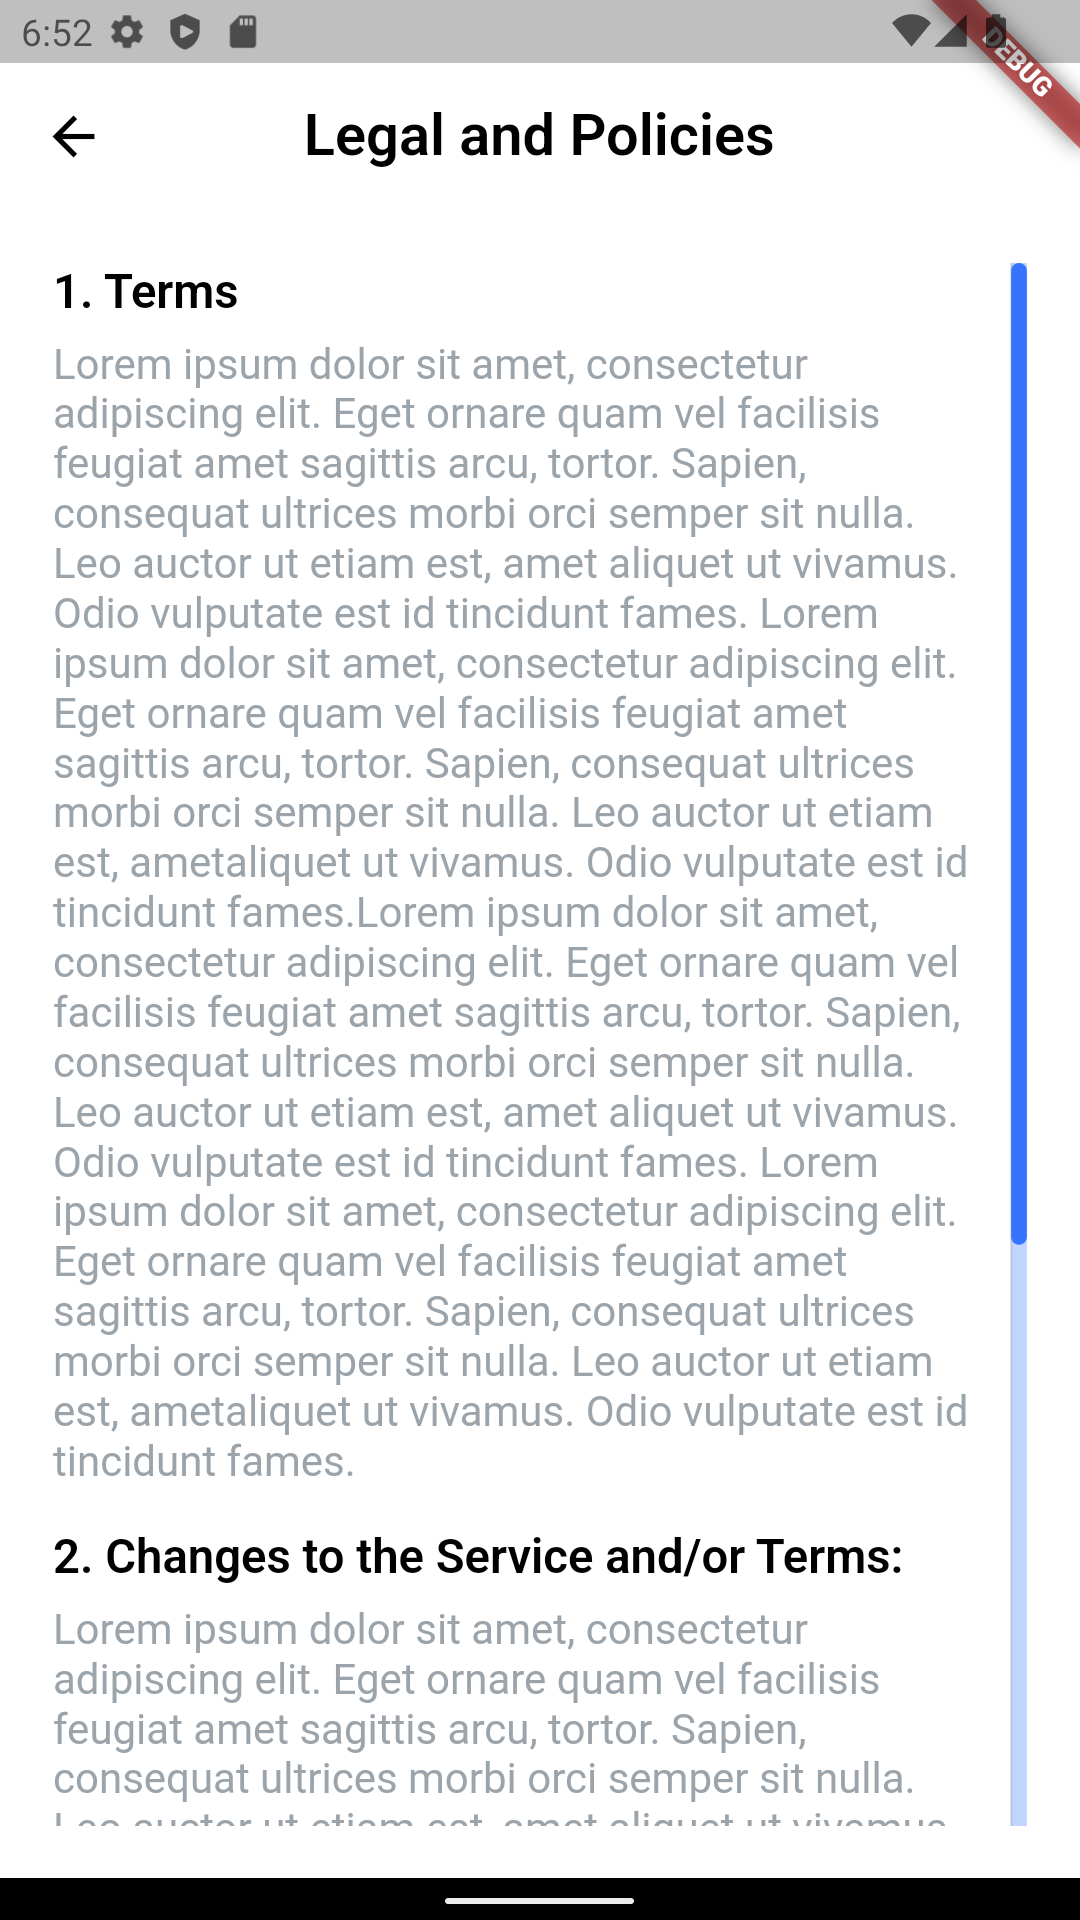 6:52
DEBUG
Legal and Policies
1. Terms
Lorem ipsum dolor sit amet, consectetur
adipiscing elit. Eget ornare quam vel facilisis
feugiat amet sagittis arcu, tortor. Sapien,
consequat ultrices morbi orci semper sit nulla.
Leo auctor ut etiam est, amet aliquet ut vivamus.
Odio vulputate est id tincidunt fames. Lorem
ipsum dolor sit amet, consectetur adipiscing elit.
Eget ornare quam vel facilisis feugiat amet
sagittis arcu, tortor. Sapien, consequat ultrices
morbi orci semper sit nulla. Leo auctor ut etiam
est, ametaliquet ut vivamus. Odio vulputate est id
tincidunt fames.Lorem ipsum dolor sit amet,
consectetur adipiscing elit. Eget ornare quam vel
facilisis feugiat amet sagittis arcu, tortor. Sapien,
consequat ultrices morbi orci semper sit nulla.
Leo auctor ut etiam est, amet aliquet ut vivamus.
Odio vulputate est id tincidunt fames. Lorem
ipsum dolor sit amet, consectetur adipiscing elit.
Eget ornare quam vel facilisis feugiat amet
sagittis arcu, tortor. Sapien, consequat ultrices
morbi orci semper sit nulla. Leo auctor ut etiam
est, ametaliquet ut vivamus. Odio vulputate est id
tincidunt fames.
2. Changes to the Service and/or Terms:
Lorem ipsum dolor sit amet, consectetur
adipiscing elit. Eget ornare quam vel facilisis
feugiat amet sagittis arcu, tortor. Sapien,
consequat ultrices morbi orci semper sit nulla.
Leo auctor ut etiam est, amet aliquet ut vivamus